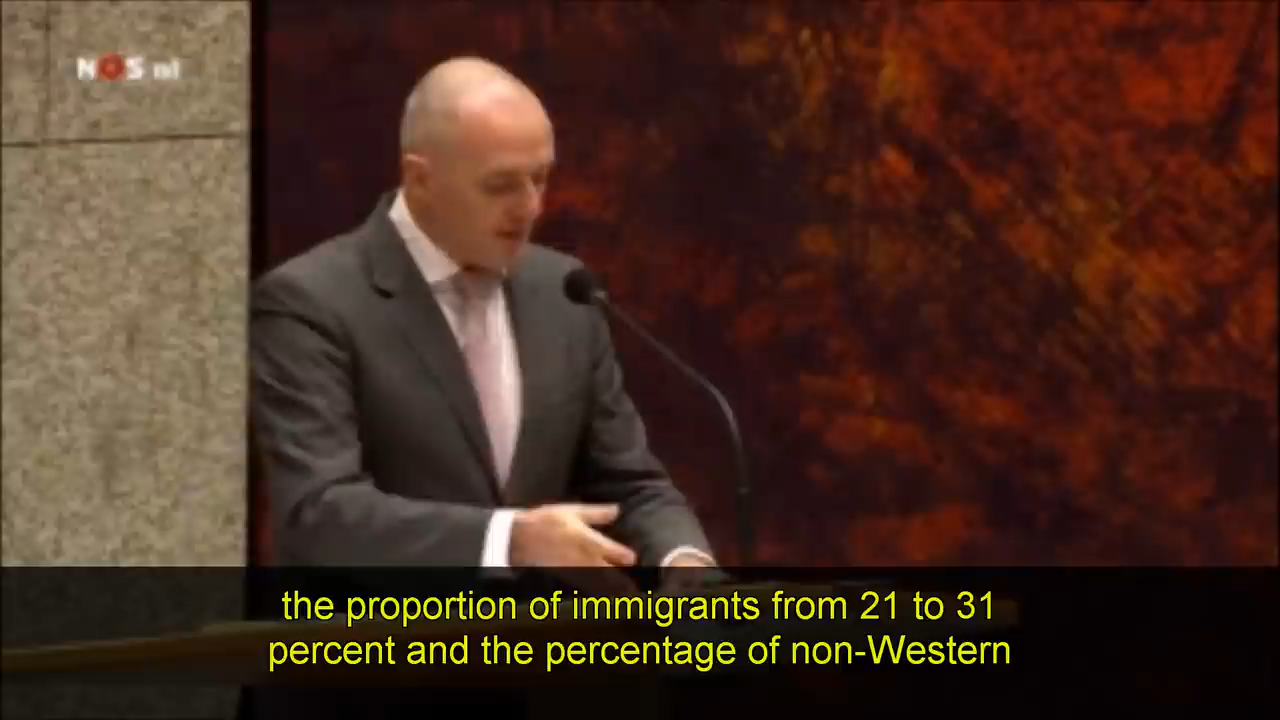 NOS nl
the proportion of immigrants from 21 to 31
percent and the percentage of non-Western